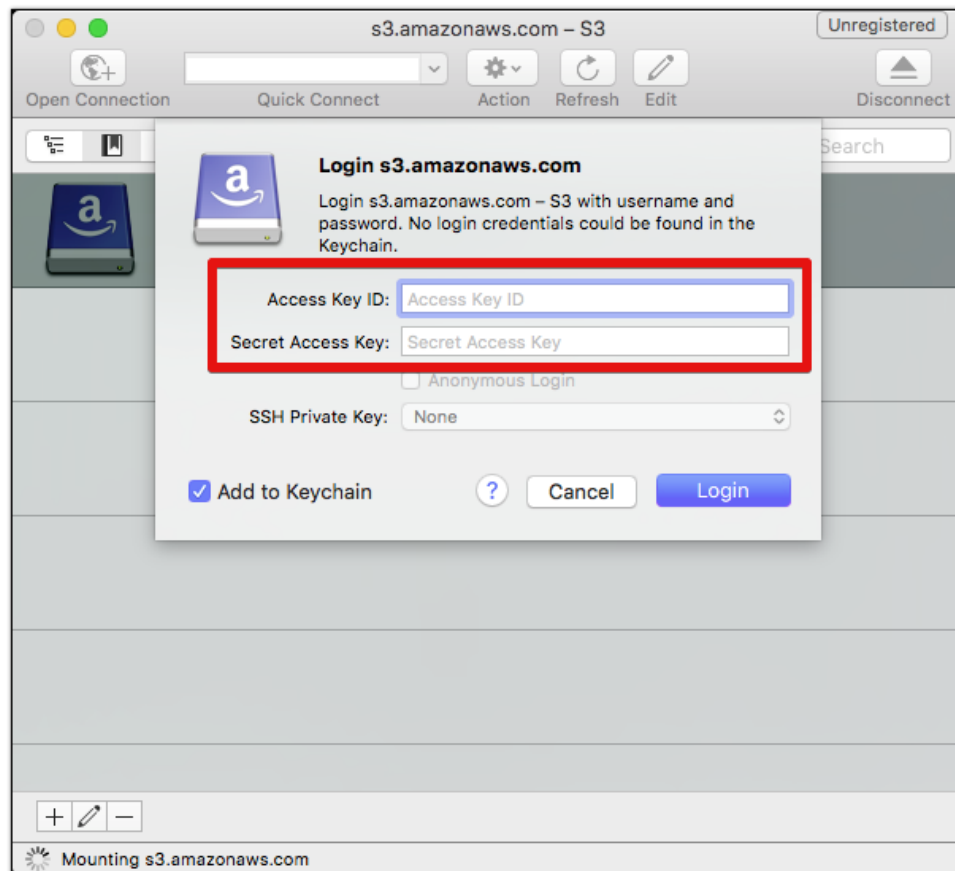 s3.amazonaws.com – S3
Unregistered
Open Connection
Quick Connect
Action
Refresh
Edit
Disconnect
Search
Login s3.amazonaws.com
Login s3.amazonaws.com – S3 with username and
password. No login credentials could be found in the
Keychain.
Access Key ID: Access Key ID
Secret Access Key: Secret Access Key
Anonymous Login
SSH Private Key: None
Add to Keychain
?
Cancel
Login
Mounting s3.amazonaws.com